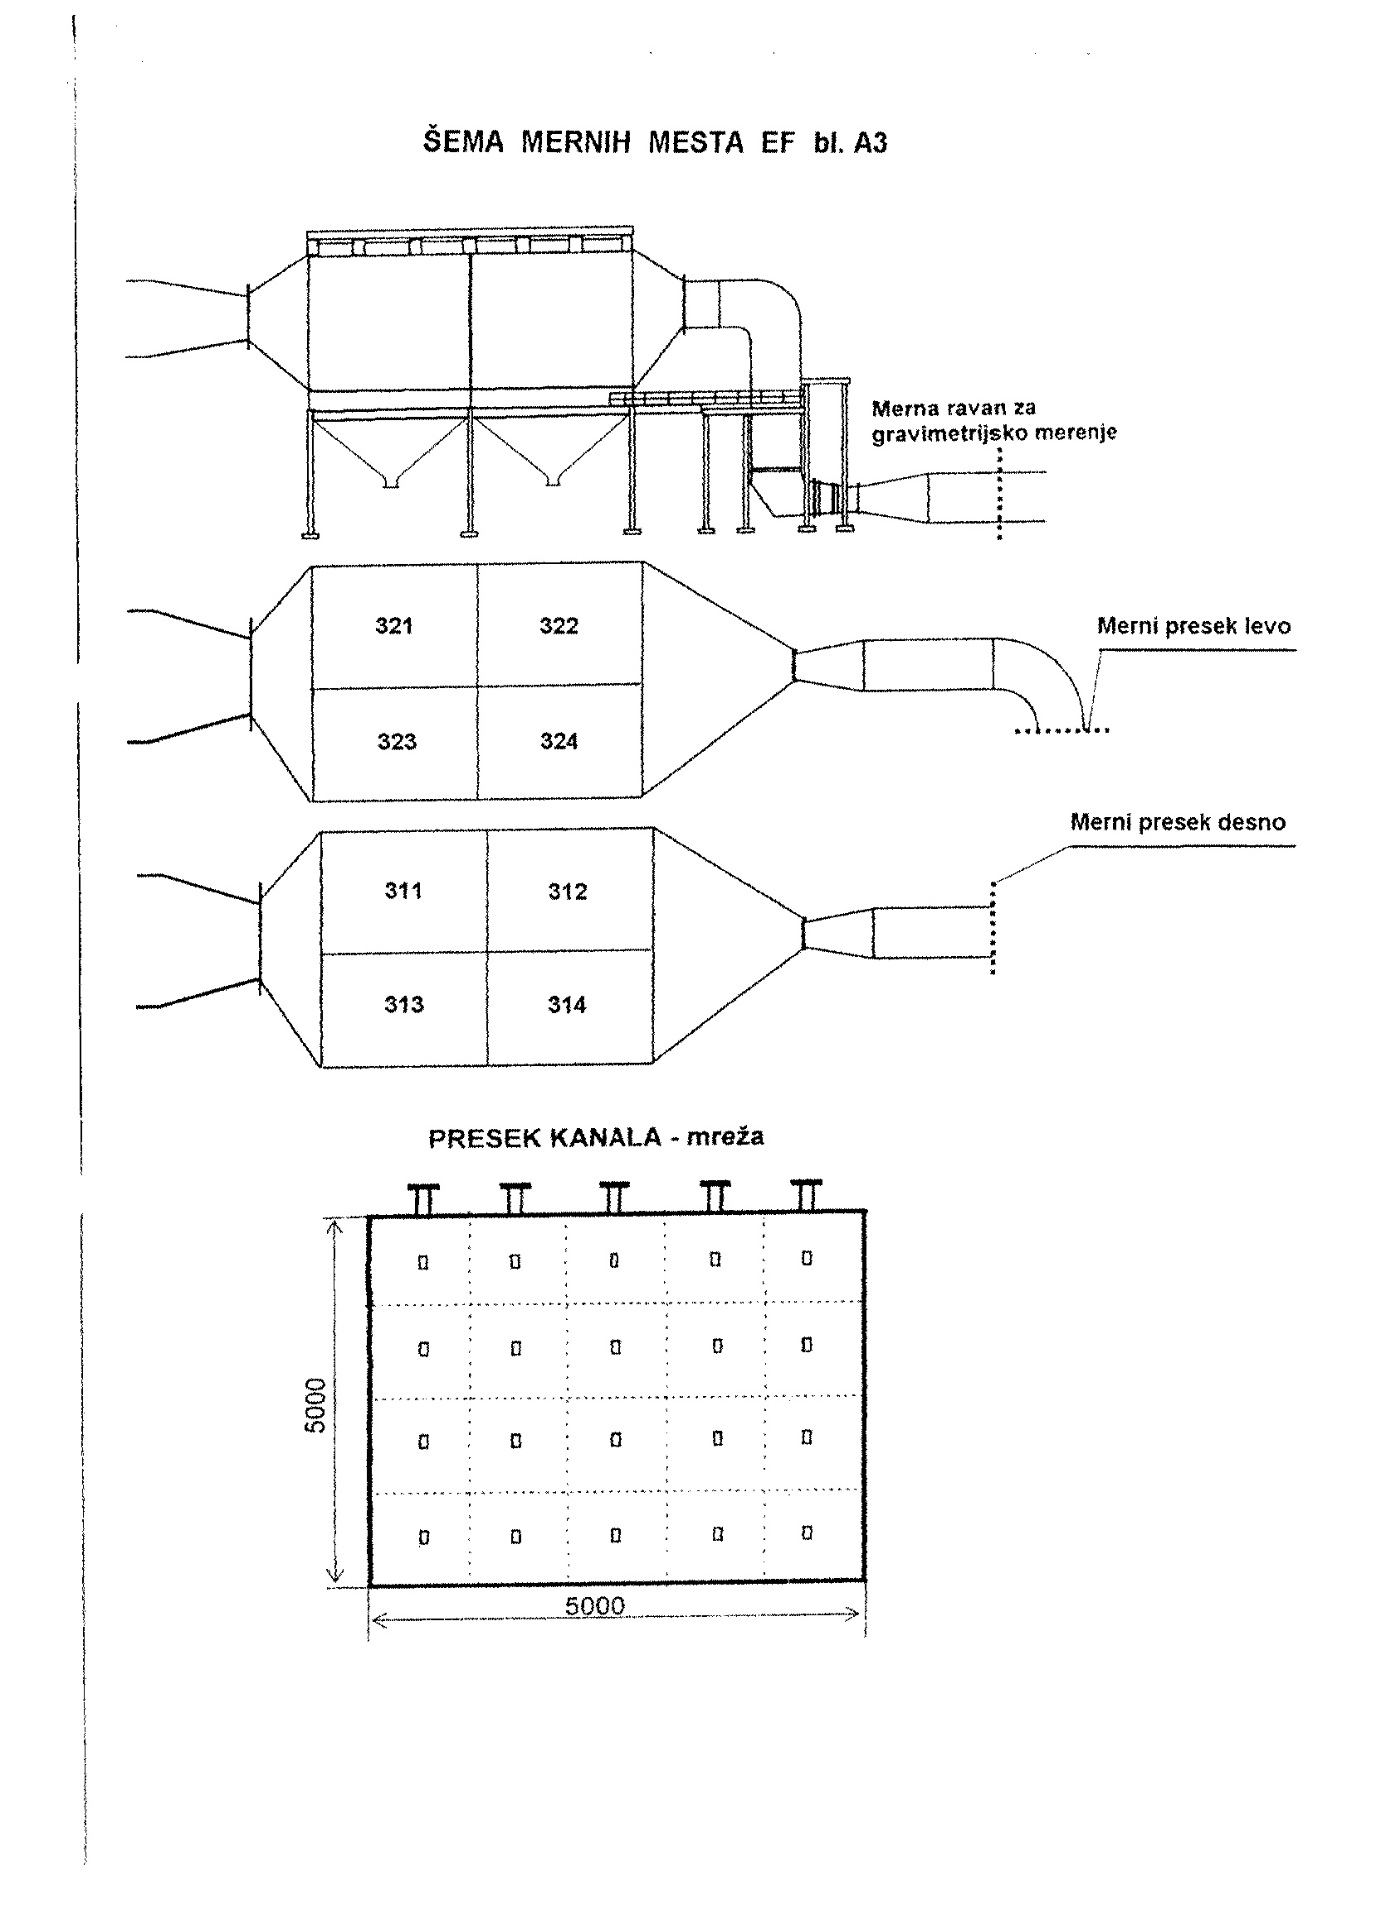 ŠEMA MERNIH MESTA EF bl. A3
Merna ravan za
gravimetrijsko merenje
321
322
Merni presek levo
323
324
Merni presek desno
311
312
313
314
PRESEK KANALA - mreža
5000
5000